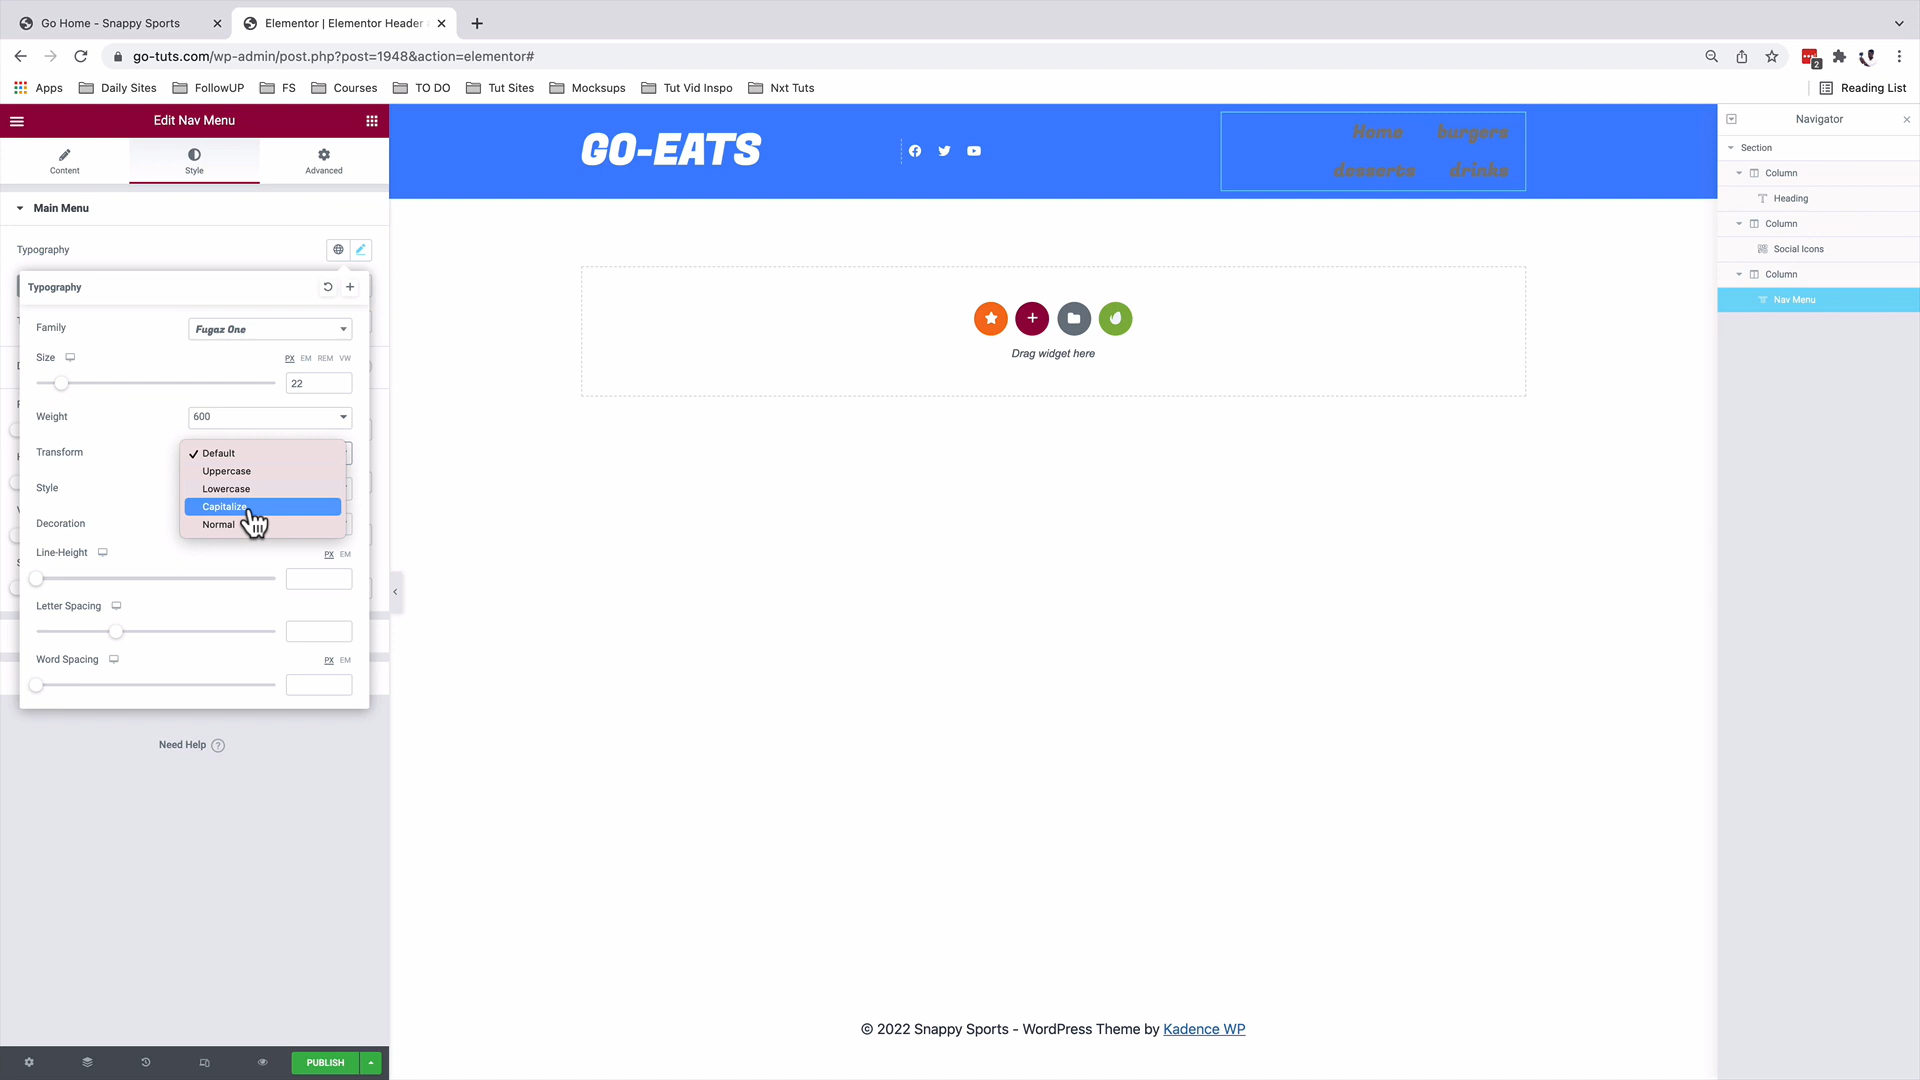 Go Home - Snappy Sports
Elementor | Elementor Header
go-tuts.com/wp-admin/post.php?post=1948&action=elementor#
2
Apps
Daily Sites
FollowUP
FS
Courses
TO DO
Tut Sites
Mocksups
Tut Vid Inspo
Nxt Tuts
Reading List
Edit Nav Menu
Content
Style
Advanced
Main Menu
Typography
Typography
Family
Fugaz One
Size
PX EM REM VW
22
Weight
600
Transform
Default
Uppercase
Lowercase
Capitalize
Normal
Style
Decoration
Line-Height
PX EM
Letter Spacing
Word Spacing
PX EM
Need Help
PUBLISH
GO-EATS
Home burgers
desserts drinks
Drag widget here
© 2022 Snappy Sports - WordPress Theme by Kadence WP
Navigator
Section
Column
Heading
Column
Social Icons
Column
Nav Menu